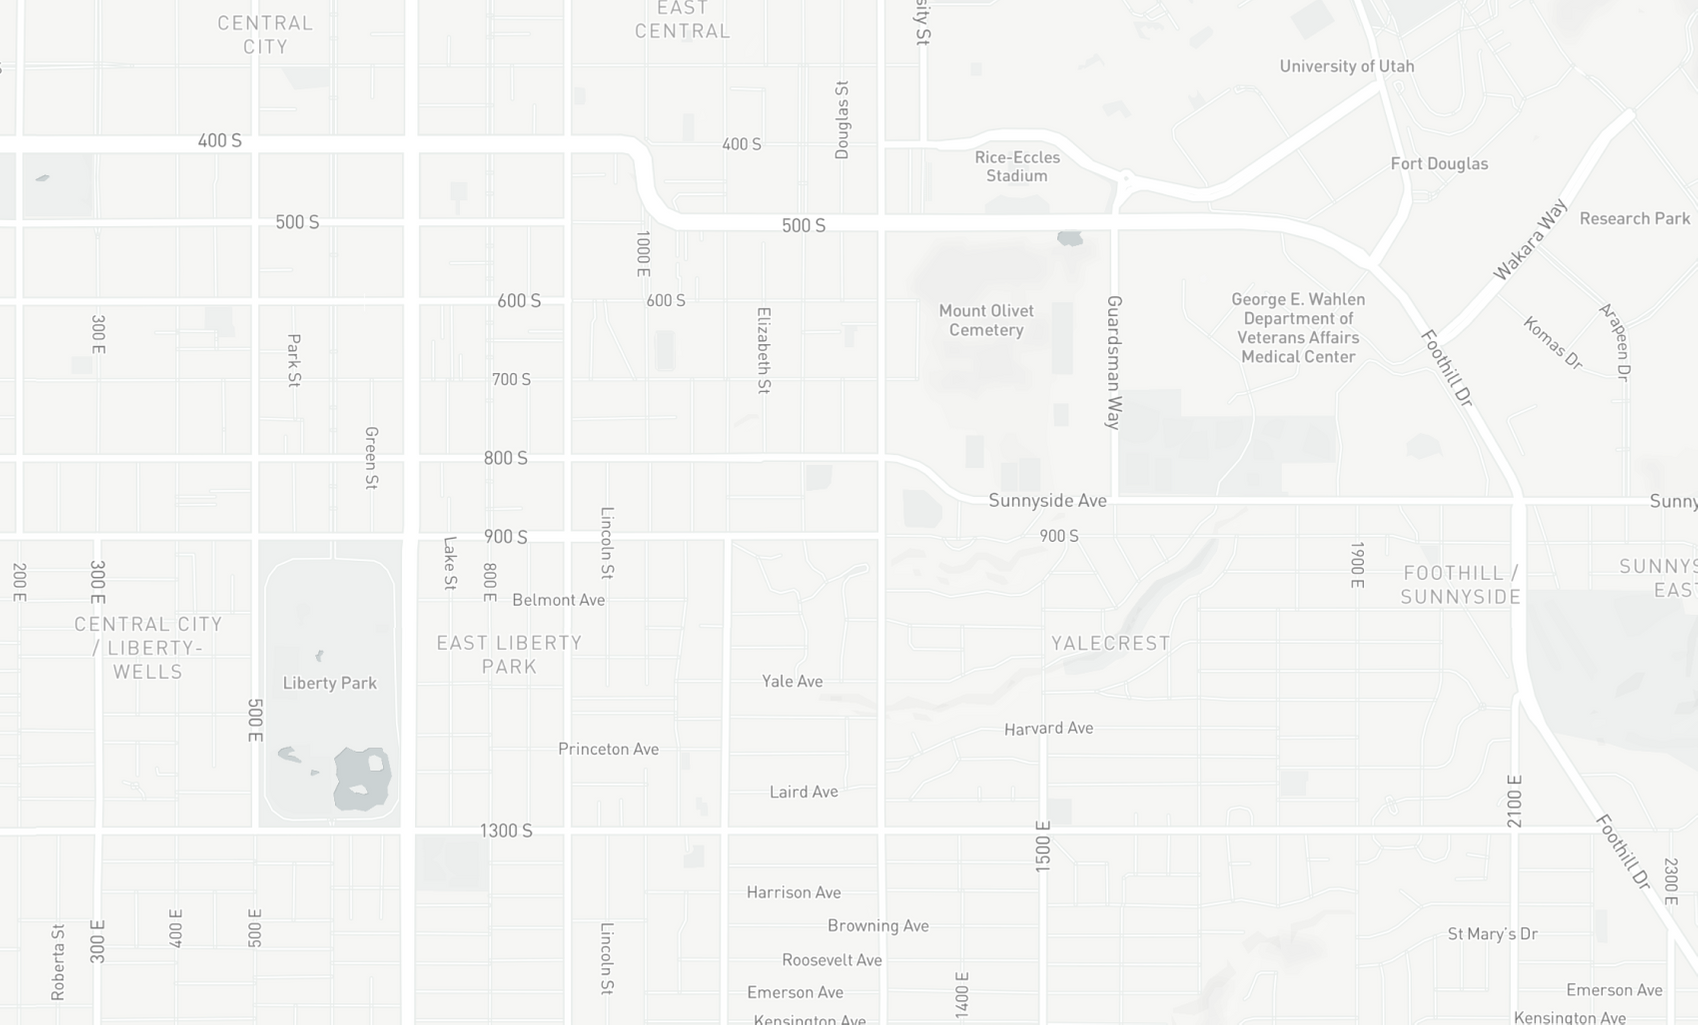 CENTRAL
CITY
EAST
CENTRAL
sity St
University of Utah
Douglas St
400 S
400 S
Rice-Eccles
Stadium
Fort Douglas
500 S
500 S
Research Park
Wakara Way
1000 E
600 S
600 S
300 E
Park St
Elizabeth St
Mount Olivet
Cemetery
Guardsman Way
George E. Wahlen
Department of
Veterans Affairs
Medical Center
Foothill Dr
Komas Dr
Arapeen Dr
700 S
Green St
800 S
Sunnyside Ave
Sunny
900 S
900 S
Lincoln St
Lake St
800 E
200 E
300 E
1900 E
FOOTHILL /
SUNNYSIDE
SUNNYS
EAST
Belmont Ave
CENTRAL CITY
/ LIBERTY-
WELLS
EAST LIBERTY
PARK
YALECREST
Liberty Park
Yale Ave
500 E
Harvard Ave
Princeton Ave
Laird Ave
2100 E
1300 S
1500 E
Foothill Dr
2300 E
Harrison Ave
Browning Ave
400 E
500 E
300 E
Roberta St
Lincoln St
St Mary's Dr
Roosevelt Ave
Emerson Ave
1400 E
Emerson Ave
Kensington Ave
Kensington Ave